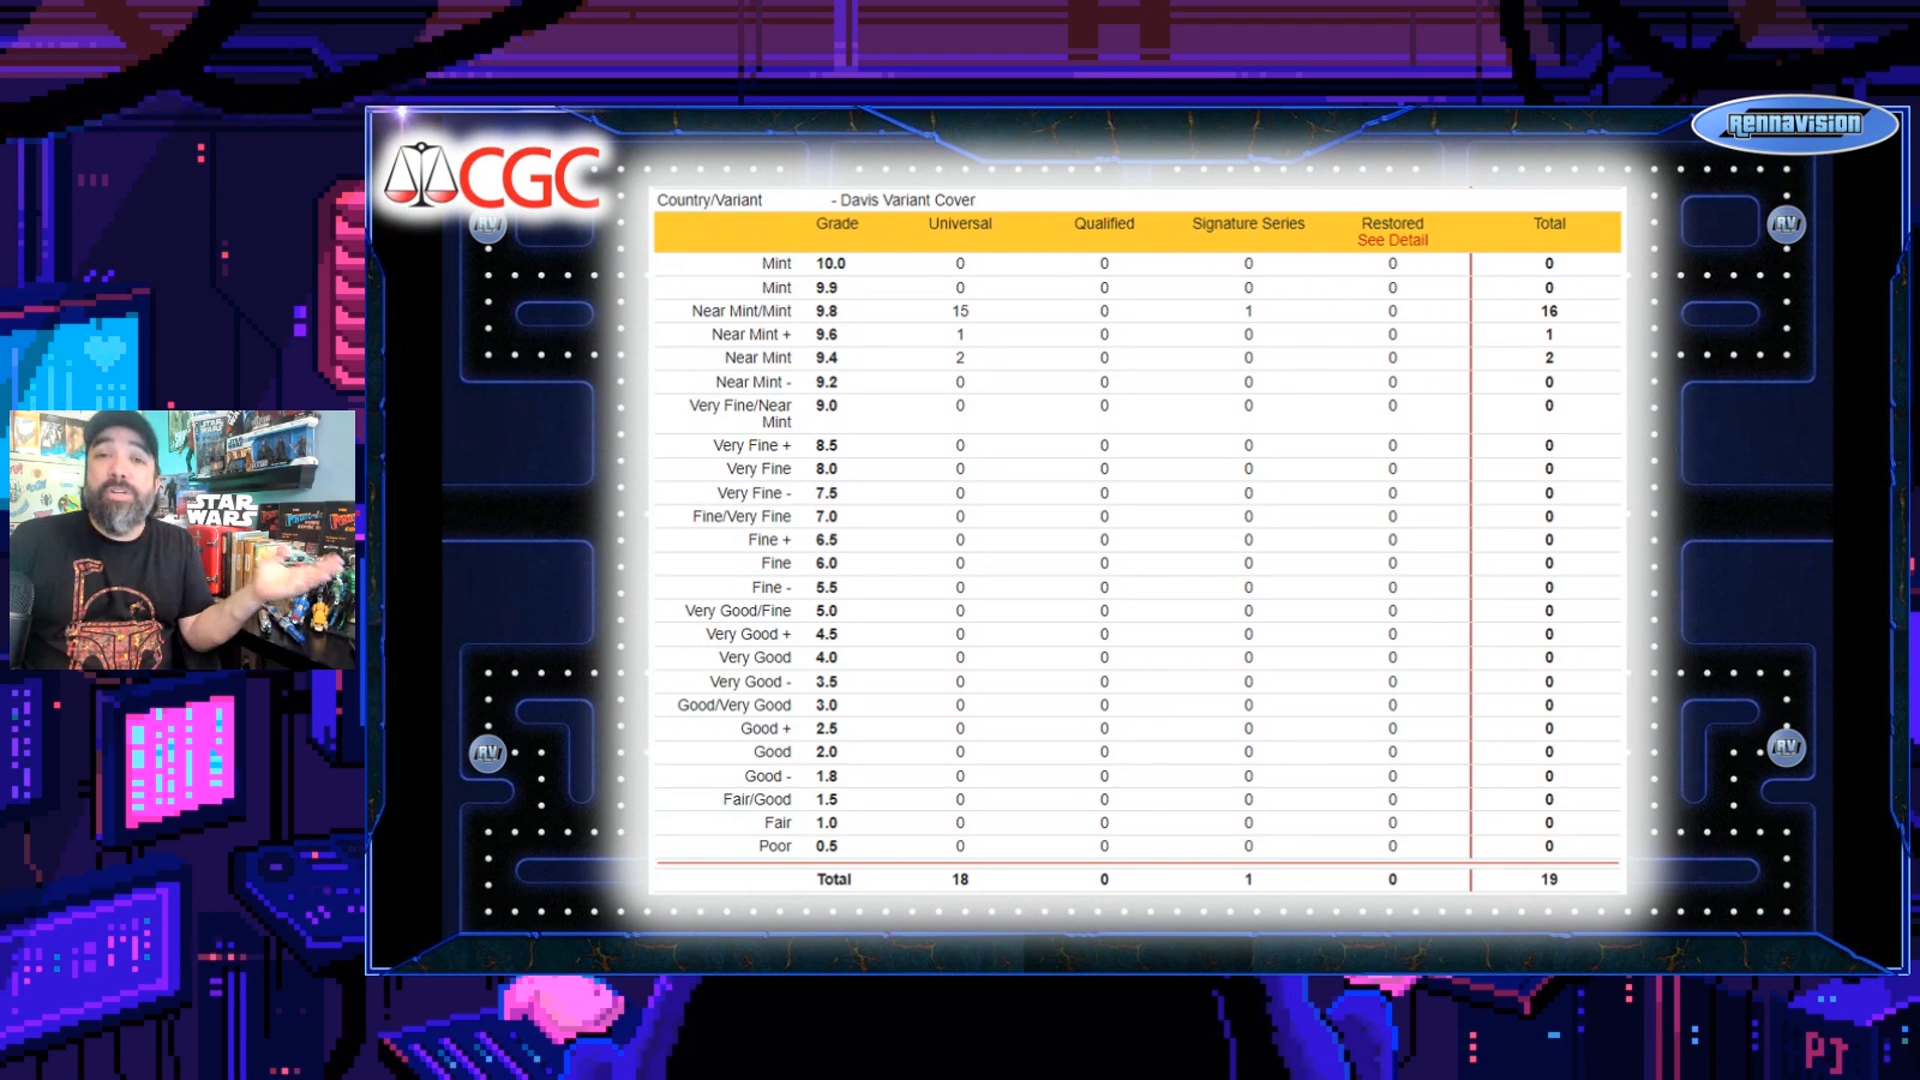 RENNAVISION
CGC
Country/Variant - Davis Variant Cover
Grade Universal Qualified Signature Series Restored Total
See Detail
Mint 10.0 0 0 0 0 0
Mint 9.9 0 0 0 0 0
Near Mint/Mint 9.8 15 0 1 0 16
Near Mint + 9.6 1 0 0 0 1
Near Mint 9.4 2 0 0 0 2
Near Mint - 9.2 0 0 0 0 0
Very Fine/Near 9.0 0 0 0 0 0
Mint
Very Fine + 8.5 0 0 0 0 0
Very Fine 8.0 0 0 0 0 0
Very Fine - 7.5 0 0 0 0 0
Fine/Very Fine 7.0 0 0 0 0 0
Fine + 6.5 0 0 0 0 0
Fine 6.0 0 0 0 0 0
Fine - 5.5 0 0 0 0 0
Very Good/Fine 5.0 0 0 0 0 0
Very Good + 4.5 0 0 0 0 0
Very Good 4.0 0 0 0 0 0
Very Good - 3.5 0 0 0 0 0
Good/Very Good 3.0 0 0 0 0 0
Good + 2.5 0 0 0 0 0
Good 2.0 0 0 0 0 0
Good - 1.8 0 0 0 0 0
Fair/Good 1.5 0 0 0 0 0
Fair 1.0 0 0 0 0 0
Poor 0.5 0 0 0 0 0
Total 18 0 1 0 19
RV
RV
RV
RV
STAR
WARS
STAR
WARS